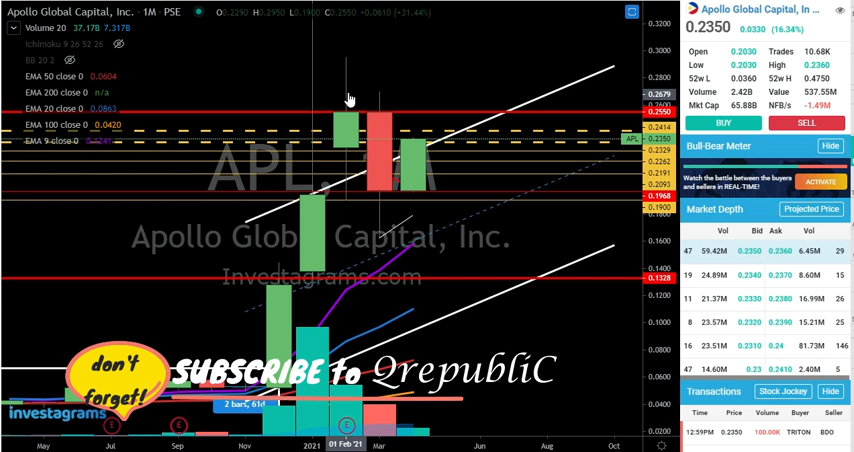 Apollo Global Capital, Inc. · 1M · PSE O0.2290 H0.2950 L0.1900 C0.2550 +0.0610 (+31.44%)
Volume 20 37.17B 7.317B
Ichimoku 9 26 52 26
BB 20 2
EMA 50 close 0 0.0604
EMA 200 close 0 n/a
EMA 20 close 0 0.0863
EMA 100 close 0 0.0420
EMA 9 close 0
APL, 1M
Apollo Global Capital, Inc.
Investagrams.com
don't
forget!
SUBSCRIBE to QrepubliC
investagrams
2 bars, 61d
E
E
E
0.3200
0.3000
0.2800
0.2679
0.2600
0.2550
0.2414
APL 0.2350
0.2329
0.2262
0.2191
0.2093
0.1968
0.1900
0.1800
0.1600
0.1400
0.1328
0.1200
0.1000
0.0800
0.0600
0.0400
0.0200
May Jul Sep Nov 2021 01 Feb '21 Mar Jun Aug Oct
Apollo Global Capital, In ...
0.2350 0.0330 (16.34%)
Open 0.2030 Trades 10.68K
Low 0.2030 High 0.2360
52w L 0.0360 52w H 0.4750
Volume 2.42B Value 537.55M
Mkt Cap 65.88B NFB/s -1.49M
BUY SELL
Bull-Bear Meter Hide
Watch the battle between the buyers
and sellers in REAL-TIME! ACTIVATE
Market Depth Projected Price
Vol Bid Ask Vol
47 59.42M 0.2350 0.2360 6.45M 29
19 24.89M 0.2340 0.2370 8.60M 15
11 21.37M 0.2330 0.2380 16.99M 26
8 23.57M 0.2320 0.2390 15.21M 25
16 23.51M 0.2310 0.24 81.73M 146
47 14.60M 0.23 0.2410 2.40M 5
Transactions Stock Jockey Hide
Time Price Volume Buyer Seller
12:59PM 0.2350 100.00K TRITON BDO